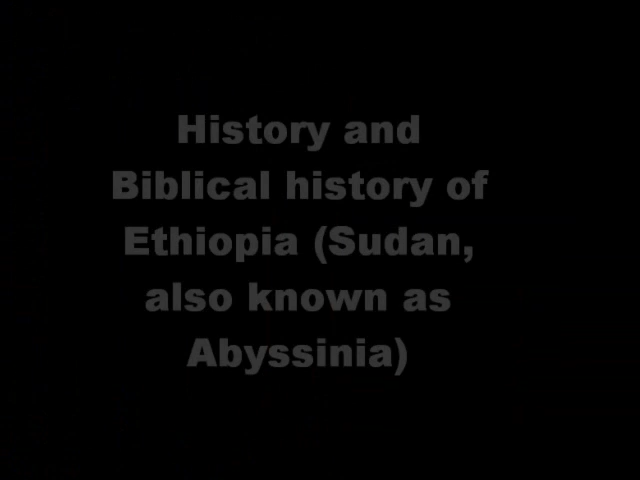 History and
Biblical history of
Ethiopia (Sudan,
also known as
Abyssinia)